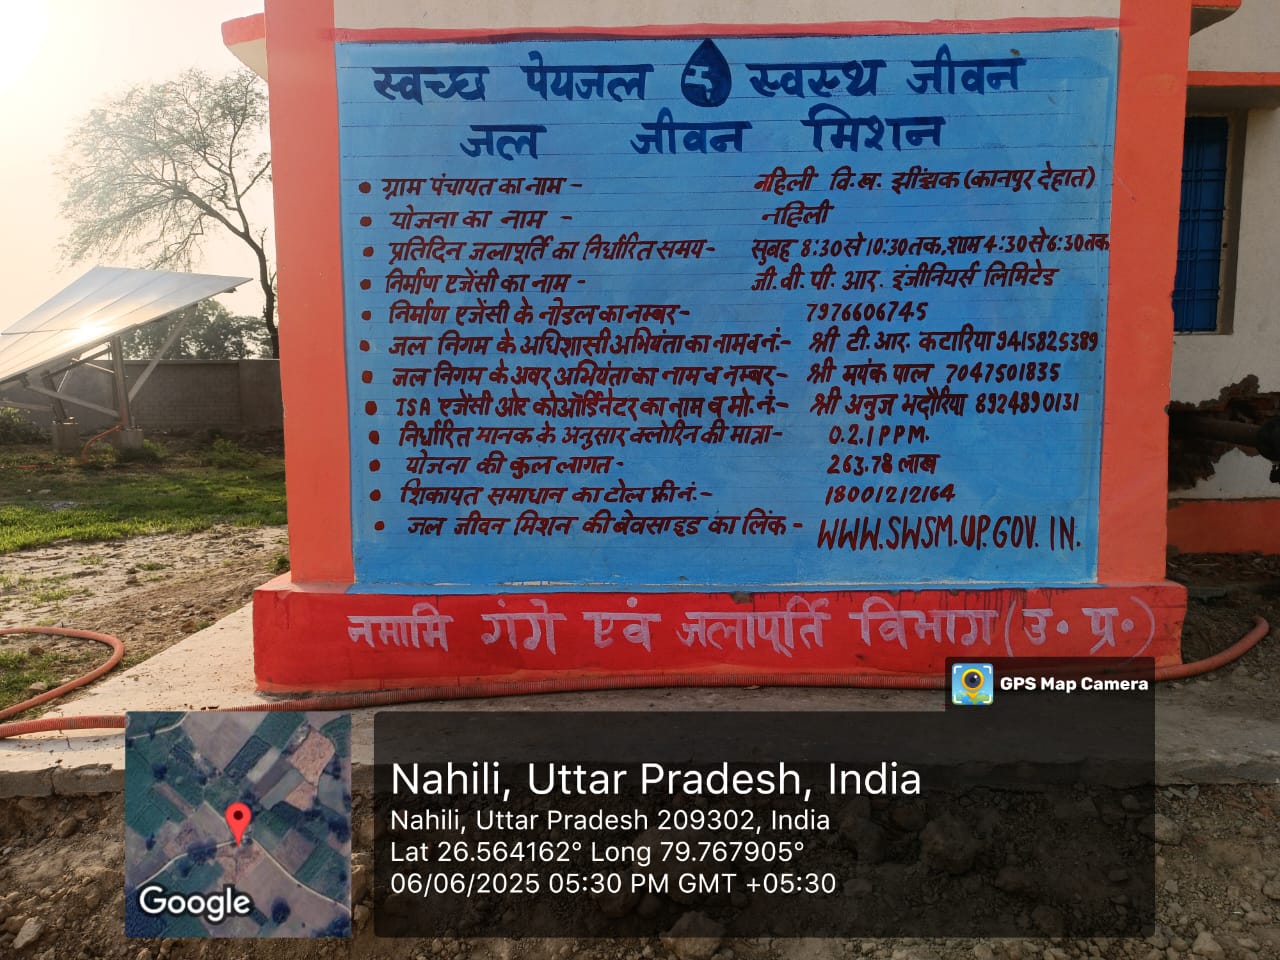 स्वच्छ पेयजल स्वस्थ जीवन
जल जीवन मिशन
• ग्राम पंचायत का नाम - नहिली वि.ख. झींझक (कानपुर देहात)
• योजना का नाम - नहिली
• प्रतिदिन जलापूर्ति का निर्धारित समय- सुबह 8:30 से 10:30 तक, शाम 4:30 से 6:30 तक
• निर्माण एजेंसी का नाम - जी. वी. पी. आर. इंजीनियर्स लिमिटेड
• निर्माण एजेंसी के नोडल का नम्बर- 7976606745
• जल निगम के अधिशासी अभियंता का नाम व नं:- श्री टी. आर. कटारिया 9415825389
• जल निगम के अवर अभियंता का नाम व नम्बर- श्री मयंक पाल 7047501835
• ISA एजेंसी ओर कोऑर्डिनेटर का नाम व मो. नं- श्री अनुज भदौरिया 8924890131
• निर्धारित मानक के अनुसार क्लोरिन की मात्रा- 0.2.1 PPM.
• योजना की कुल लागत - 263.78 लाख
• शिकायत समाधान का टोल फ्री नं.- 18001212164
• जल जीवन मिशन की बेवसाइड का लिंक - WWW.SWSM.UP.GOV. IN.
नमामि गंगे एवं जलापूर्ति विभाग (उ. प्र.)
GPS Map Camera
Nahili, Uttar Pradesh, India
Nahili, Uttar Pradesh 209302, India
Lat 26.564162° Long 79.767905°
06/06/2025 05:30 PM GMT +05:30
Google